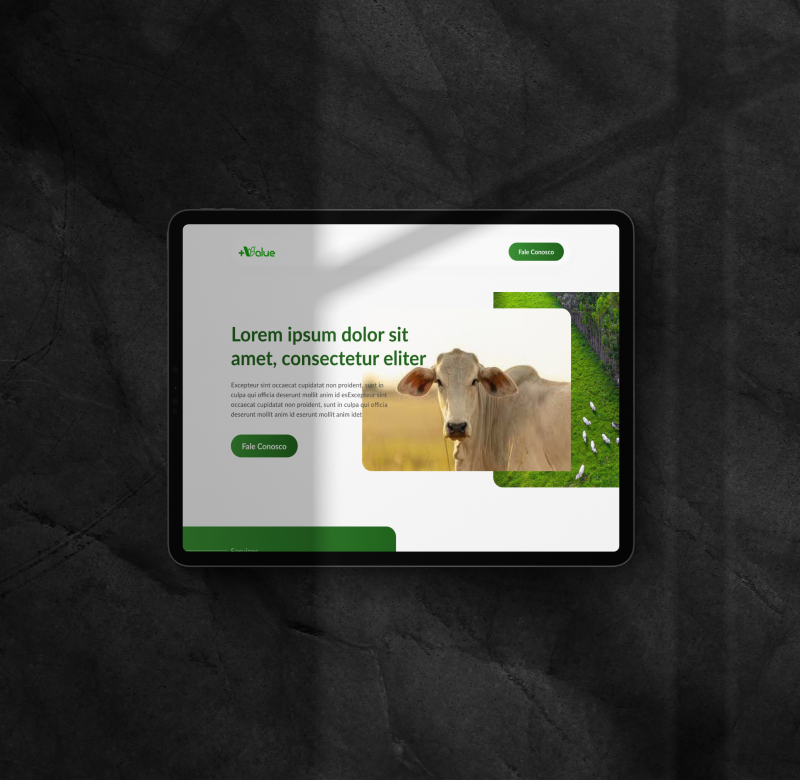 +Value
Fale Conosco
Lorem ipsum dolor sit
amet, consectetur eliter
Excepteur sint occaecat cupidatat non proident, sunt in
culpa qui officia deserunt mollit anim id esExcepteur sint
occaecat cupidatat non proident, sunt in culpa qui officia
deserunt mollit anim id eserunt mollit anim idet
Fale Conosco